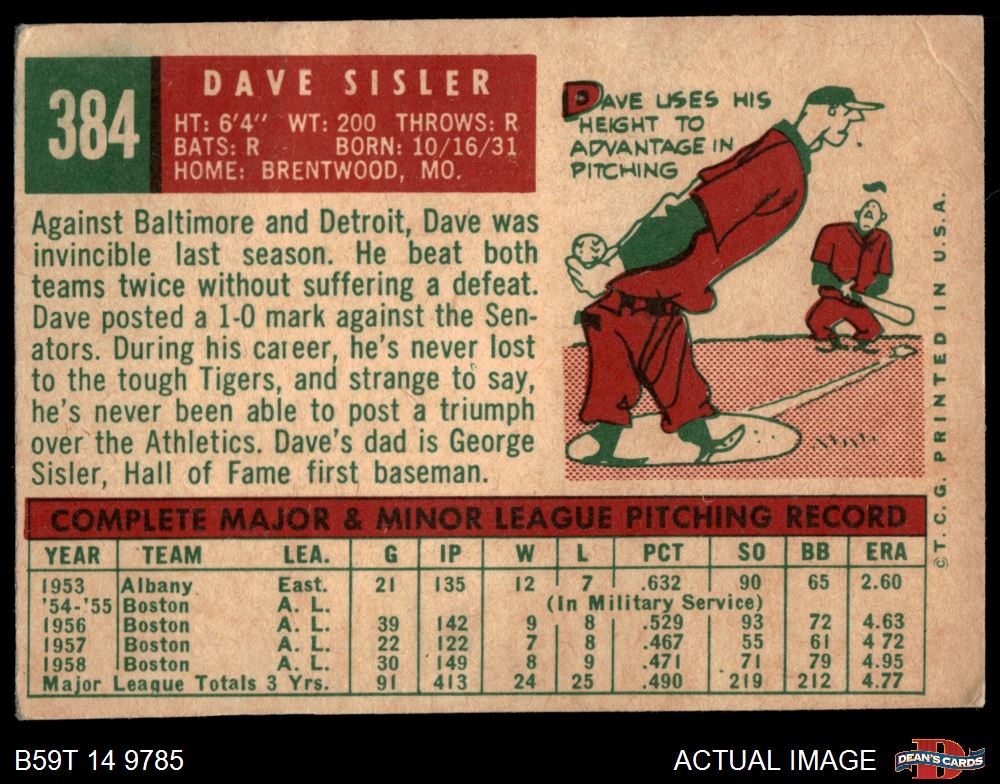 384
DAVE SISLER
HT: 6'4" WT: 200 THROWS: R
BATS: R BORN: 10/16/31
HOME: BRENTWOOD, MO.
DAVE USES HIS
HEIGHT TO
ADVANTAGE IN
PITCHING
Against Baltimore and Detroit, Dave was
invincible last season. He beat both
teams twice without suffering a defeat.
Dave posted a 1-0 mark against the Sen-
ators. During his career, he's never lost
to the tough Tigers, and strange to say,
he's never been able to post a triumph
over the Athletics. Dave's dad is George
Sisler, Hall of Fame first baseman.
©T.C.G. PRINTED IN U.S.A.
COMPLETE MAJOR & MINOR LEAGUE PITCHING RECORD
YEAR TEAM LEA. G IP W L PCT SO BB ERA
1953 Albany East. 21 135 12 7 .632 90 65 2.60
'54-'55 Boston A. L. (In Military Service)
1956 Boston A. L. 39 142 9 8 .529 93 72 4.63
1957 Boston A. L. 22 122 7 8 .467 55 61 4 72
1958 Boston A. L. 30 149 8 9 .471 71 79 4.95
Major League Totals 3 Yrs. 91 413 24 25 .490 219 212 4.77
B59T 14 9785
ACTUAL IMAGE
DEAN'S CARDS